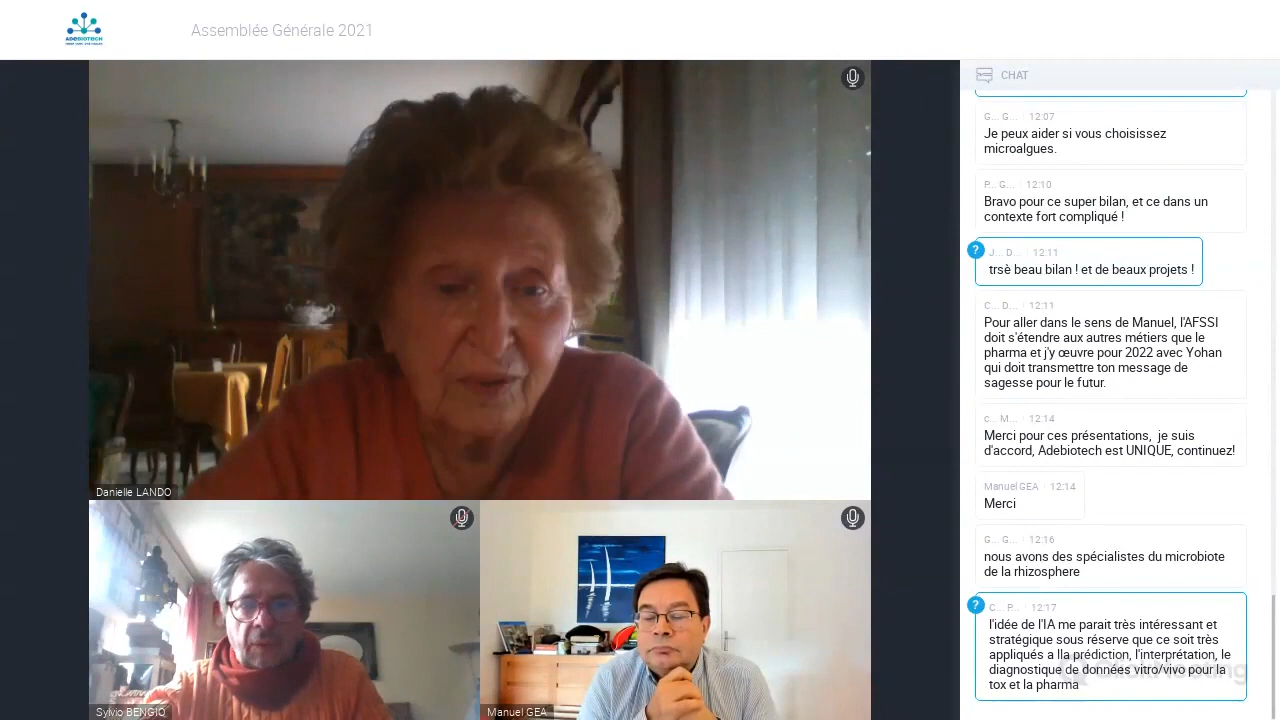 ADEBIOTECH
Assemblée Générale 2021
CHAT
G... G... 12:07
Je peux aider si vous choisissez
microalgues.
P... G... 12:10
Bravo pour ce super bilan, et ce dans un
contexte fort compliqué !
?
J... D... 12:11
trsè beau bilan ! et de beaux projets !
C... D... 12:11
Pour aller dans le sens de Manuel, l'AFSSI
doit s'étendre aux autres métiers que le
pharma et j'y œuvre pour 2022 avec Yohan
qui doit transmettre ton message de
sagesse pour le futur.
c... M... 12:14
Merci pour ces présentations, je suis
d'accord, Adebiotech est UNIQUE, continuez!
Manuel GEA 12:14
Merci
G... G... 12:16
nous avons des spécialistes du microbiote
de la rhizosphere
?
12:17
l'idée de l'IA me parait très intéressant et
stratégique sous réserve que ce soit très
appliqués a lla prédiction, l'interprétation, le
diagnostique de données vitro/vivo pour la
tox et la pharma
Danielle LANDO
Sylvio BENGIO
Manuel GEA